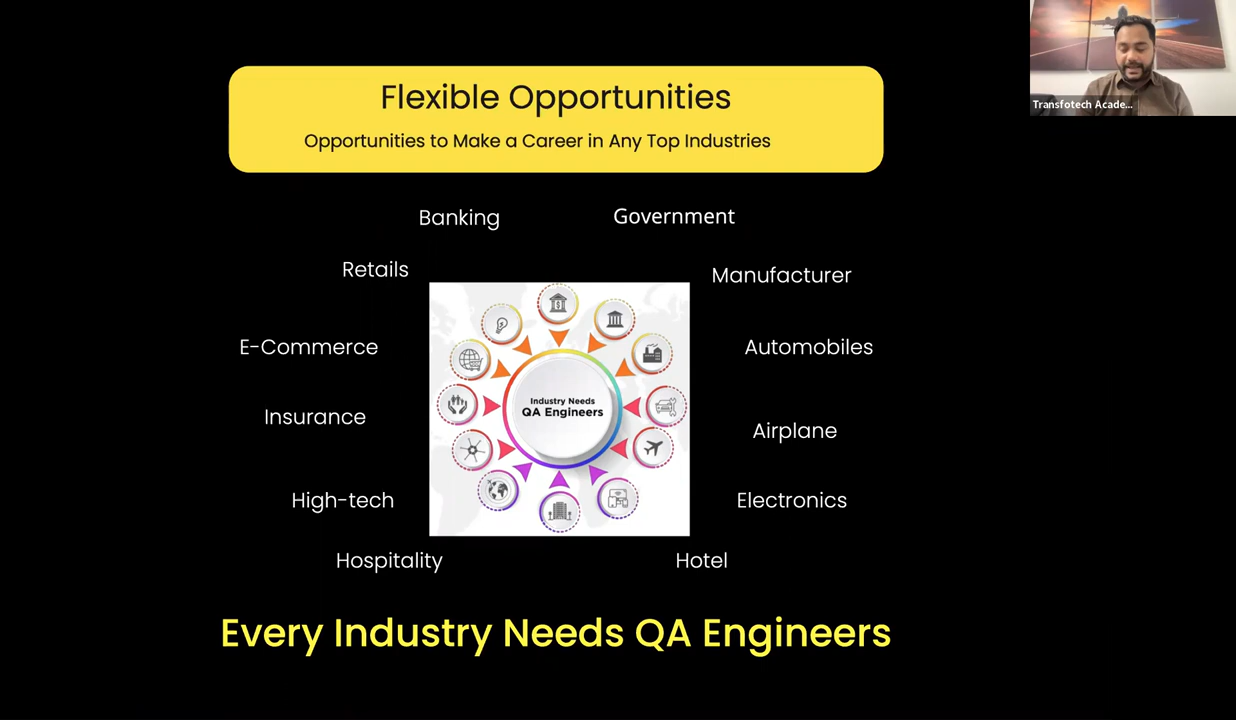 Flexible Opportunities
Opportunities to Make a Career in Any Top Industries
Transfotech Acade...
Banking
Government
Retails
Manufacturer
E-Commerce
Automobiles
Industry Needs
QA Engineers
Insurance
Airplane
High-tech
Electronics
Hospitality
Hotel
Every Industry Needs QA Engineers